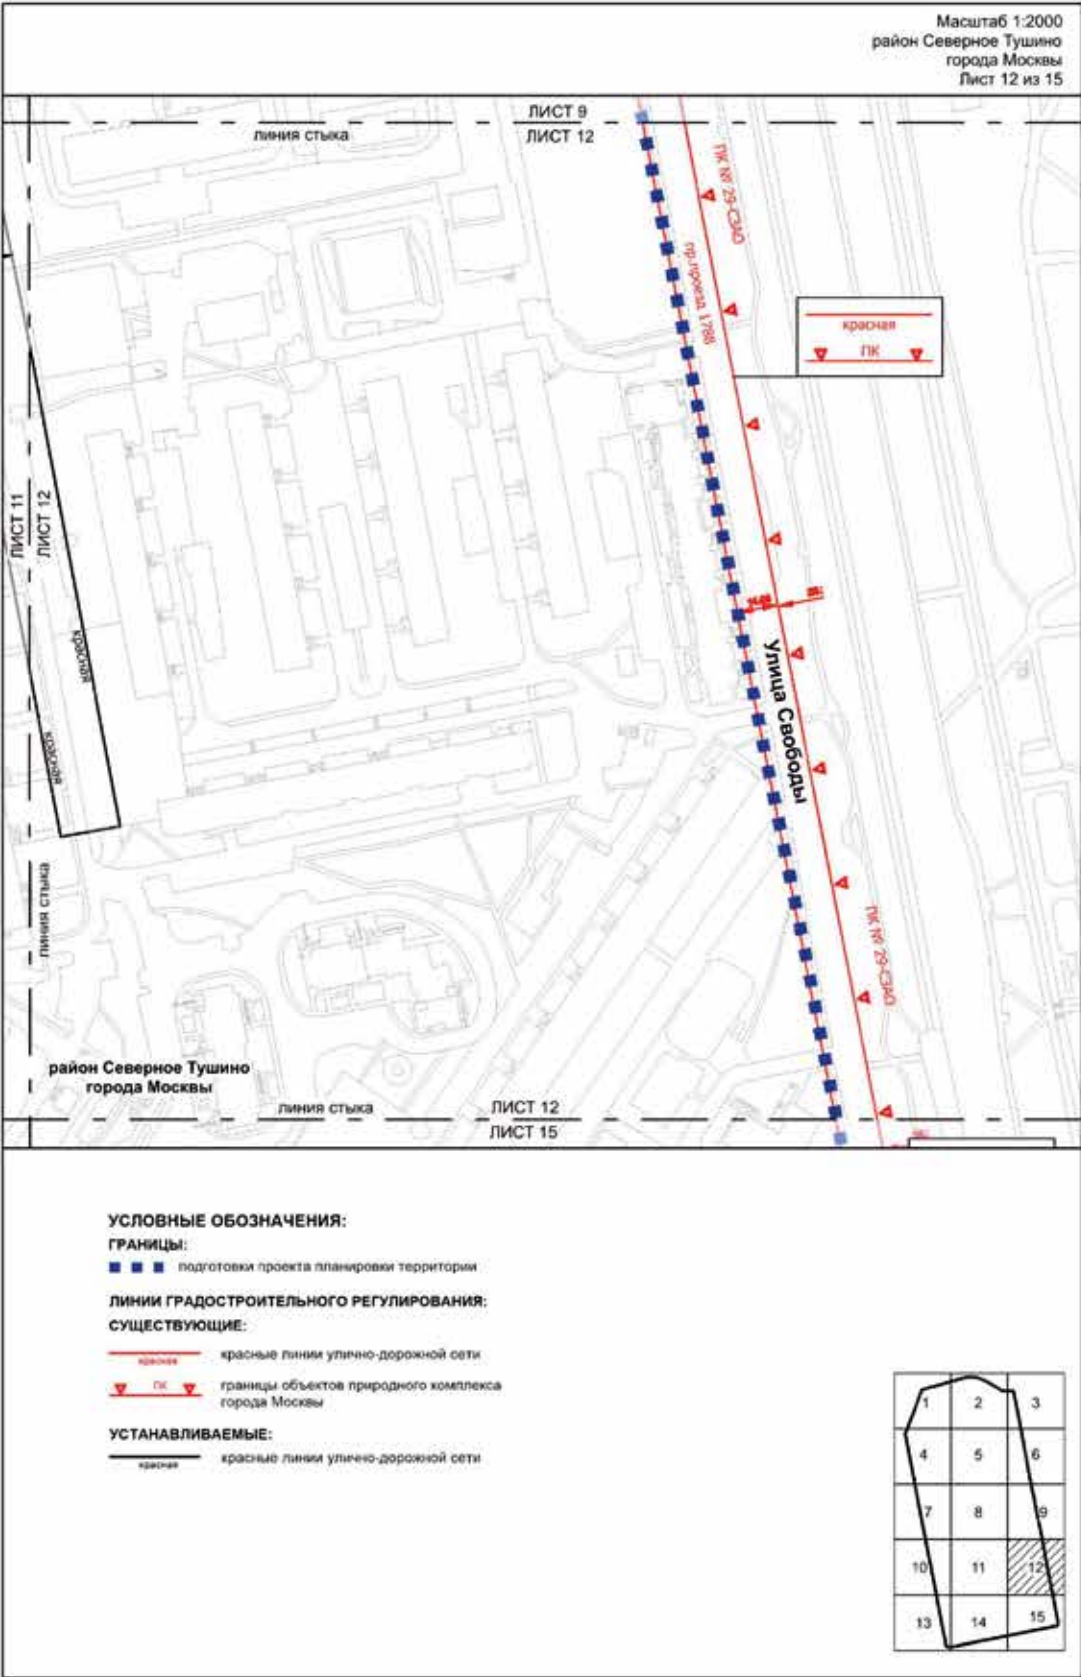 Масштаб 1:2000
район Северное Тушино
города Москвы
Лист 12 из 15
ЛИСТ 9
линия стыка
ЛИСТ 12
ПК № 29-СЗАО
пр.проезд 1788
красная
ПК
ЛИСТ 11
ЛИСТ 12
красная
красная
Улица Свободы
линия стыка
ПК № 29-СЗАО
район Северное Тушино
города Москвы
линия стыка
ЛИСТ 12
ЛИСТ 15
УСЛОВНЫЕ ОБОЗНАЧЕНИЯ:
ГРАНИЦЫ:
подготовки проекта планировки территории
ЛИНИИ ГРАДОСТРОИТЕЛЬНОГО РЕГУЛИРОВАНИЯ:
СУЩЕСТВУЮЩИЕ:
красная красные линии улично-дорожной сети
ПК границы объектов природного комплекса
города Москвы
УСТАНАВЛИВАЕМЫЕ:
красная красные линии улично-дорожной сети
1 2 3
4 5 6
7 8 9
10 11 12
13 14 15